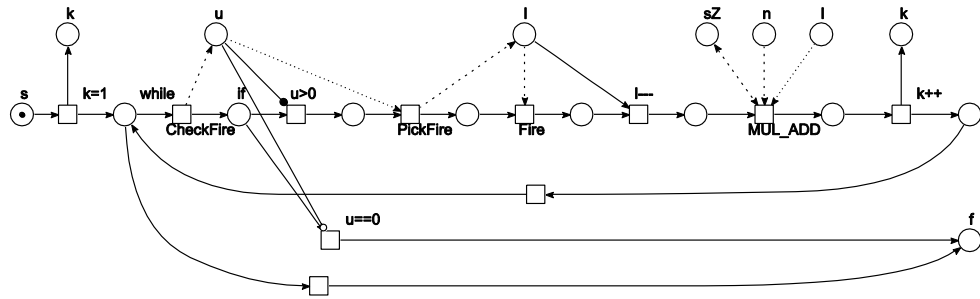 k
u
l
sZ
n
l
k
s
k=1
while
if
u>0
l---
k++
CheckFire
PickFire
Fire
MUL_ADD
u==0
f